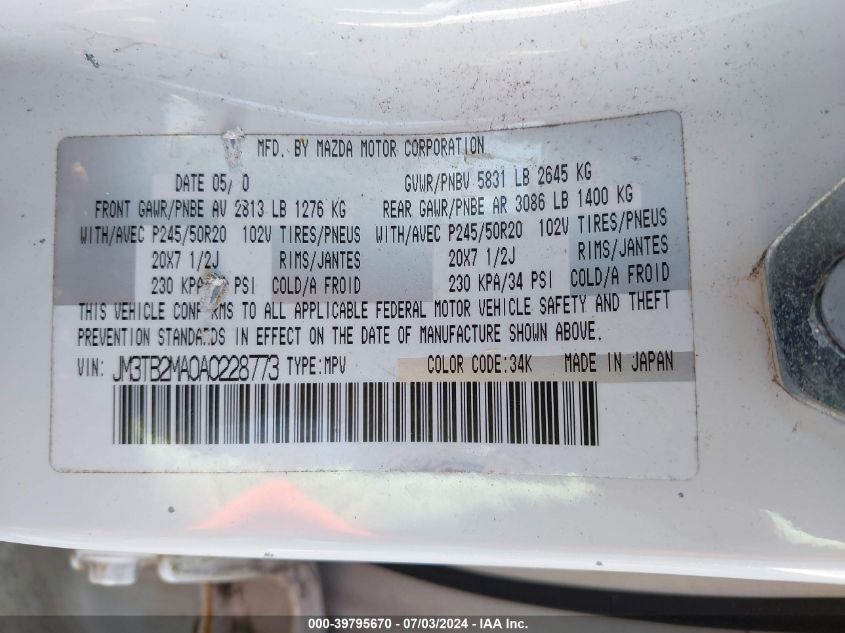 MFD. BY MAZDA MOTOR CORPORATION
DATE 05/ 0 GVWR/PNBV 5831 LB 2645 KG
FRONT GAWR/PNBE AV 2813 LB 1276 KG REAR GAWR/PNBE AR 3086 LB 1400 KG
WITH/AVEC P245/50R20 102V TIRES/PNEUS WITH/AVEC P245/50R20 102V TIRES/PNEUS
20X7 1/2J RIMS/JANTES 20X7 1/2J RIMS/JANTES
230 KPA/ PSI COLD/A FROID 230 KPA/34 PSI COLD/A FROID
THIS VEHICLE CONF RMS TO ALL APPLICABLE FEDERAL MOTOR VEHICLE SAFETY AND THEFT
PREVENTION STANDARDS IN EFFECT ON THE DATE OF MANUFACTURE SHOWN ABOVE.
VIN: JM3TB2MA0A0228773 TYPE:MPV COLOR CODE:34K MADE IN JAPAN
000-39795670 - 07/03/2024 - IAA Inc.